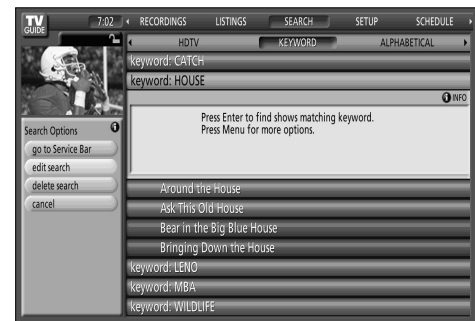 TV GUIDE
7:02
RECORDINGS LISTINGS SEARCH SETUP SCHEDULE
HDTV KEYWORD ALPHABETICAL
keyword: CATCH
keyword: HOUSE
INFO
Press Enter to find shows matching keyword.
Press Menu for more options.
Search Options
go to Service Bar
edit search
delete search
cancel
Around the House
Ask This Old House
Bear in the Big Blue House
Bringing Down the House
keyword: LENO
keyword: MBA
keyword: WILDLIFE